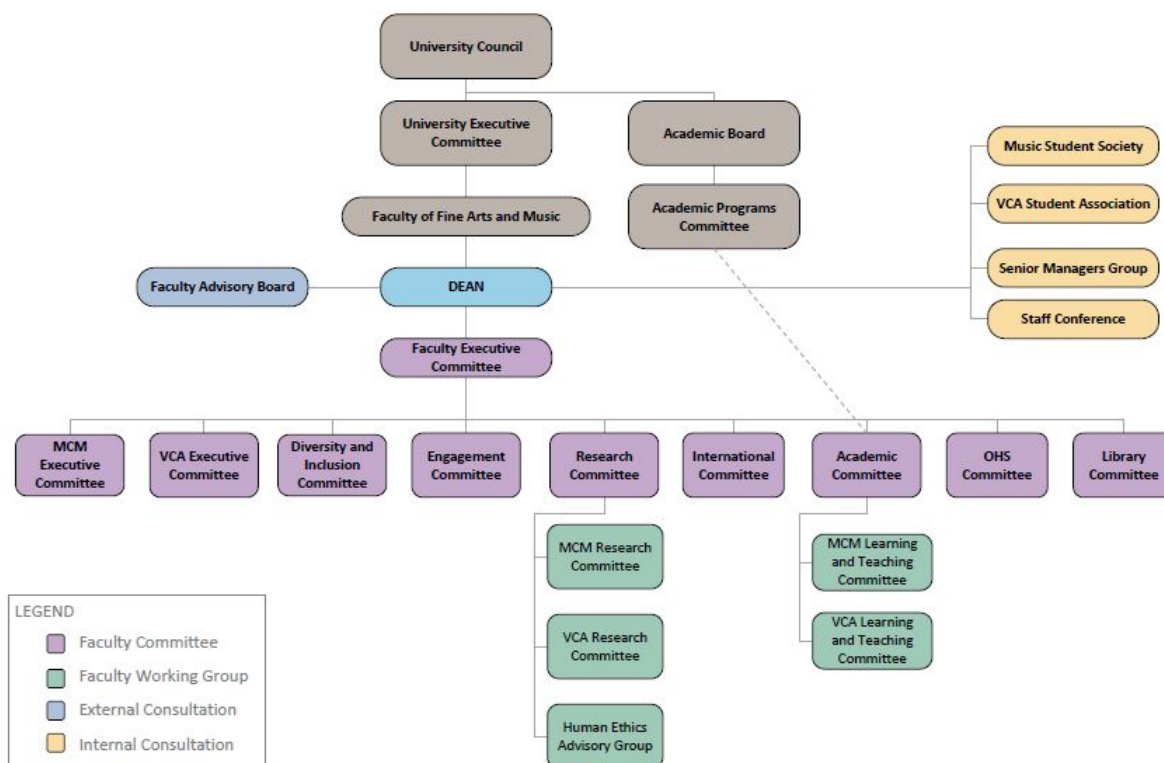 University Council
University Executive
Committee
Academic Board
Music Student Society
VCA Student Association
Faculty of Fine Arts and Music
Academic Programs
Committee
Faculty Advisory Board
DEAN
Senior Managers Group
Staff Conference
Faculty Executive
Committee
MCM
Executive
Committee
VCA Executive
Committee
Diversity and
Inclusion
Committee
Engagement
Committee
Research
Committee
International
Committee
Academic
Committee
OHS
Committee
Library
Committee
MCM Research
Committee
VCA Research
Committee
Human Ethics
Advisory Group
MCM Learning
and Teaching
Committee
VCA Learning
and Teaching
Committee
LEGEND
Faculty Committee
Faculty Working Group
External Consultation
Internal Consultation